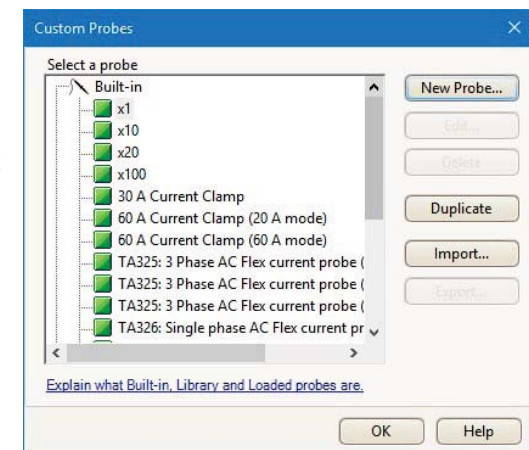 Custom Probes
Select a probe
Built-in
x1
x10
x20
x100
30 A Current Clamp
60 A Current Clamp (20 A mode)
60 A Current Clamp (60 A mode)
TA325: 3 Phase AC Flex current probe (
TA325: 3 Phase AC Flex current probe (
TA325: 3 Phase AC Flex current probe (
TA326: Single phase AC Flex current pr
New Probe...
Edit...
Delete
Duplicate
Import...
Export...
Explain what Built-in, Library and Loaded probes are.
OK
Help